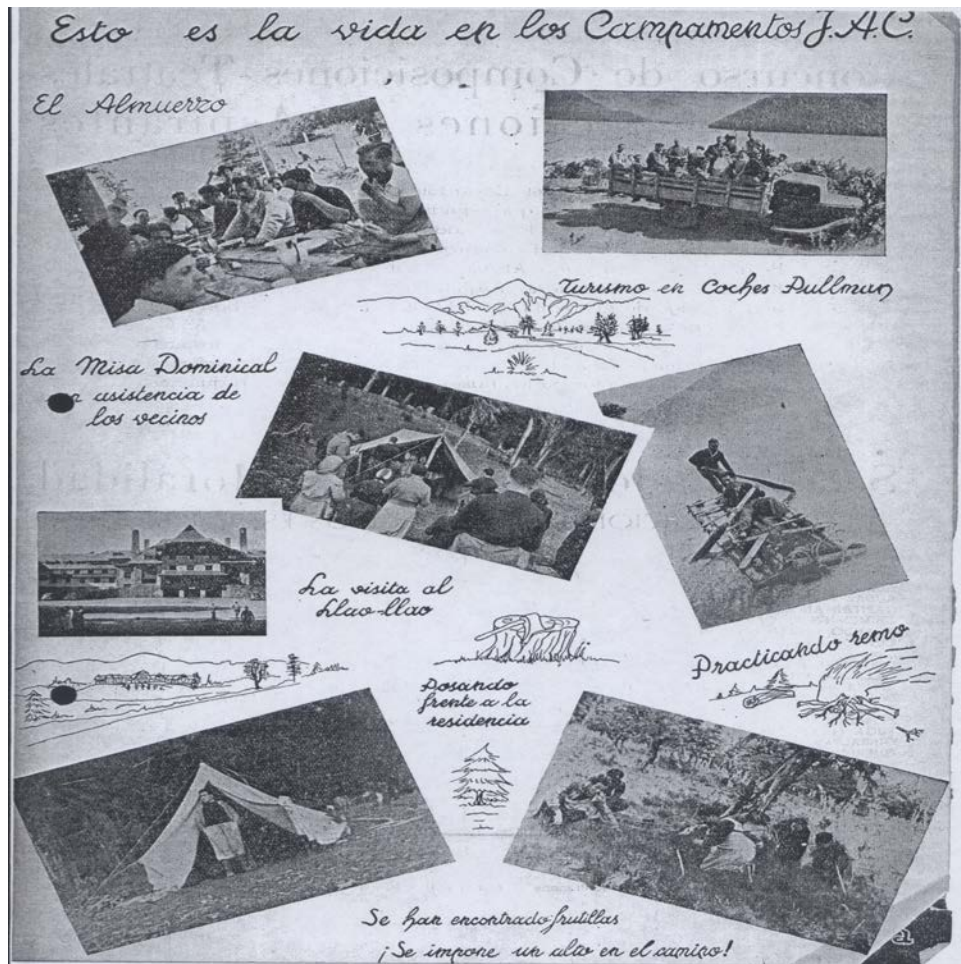 Esto es la vida en los Campamentos J.A.C.
El Almuerzo
Turismo en Coches Pullman
La Misa Dominical
asistencia de
los vecinos
La visita al
Llao-llao
Practicando remo
Posando
frente a la
residencia
Se han encontrado frutillas
¡Se impone un alto en el camino!